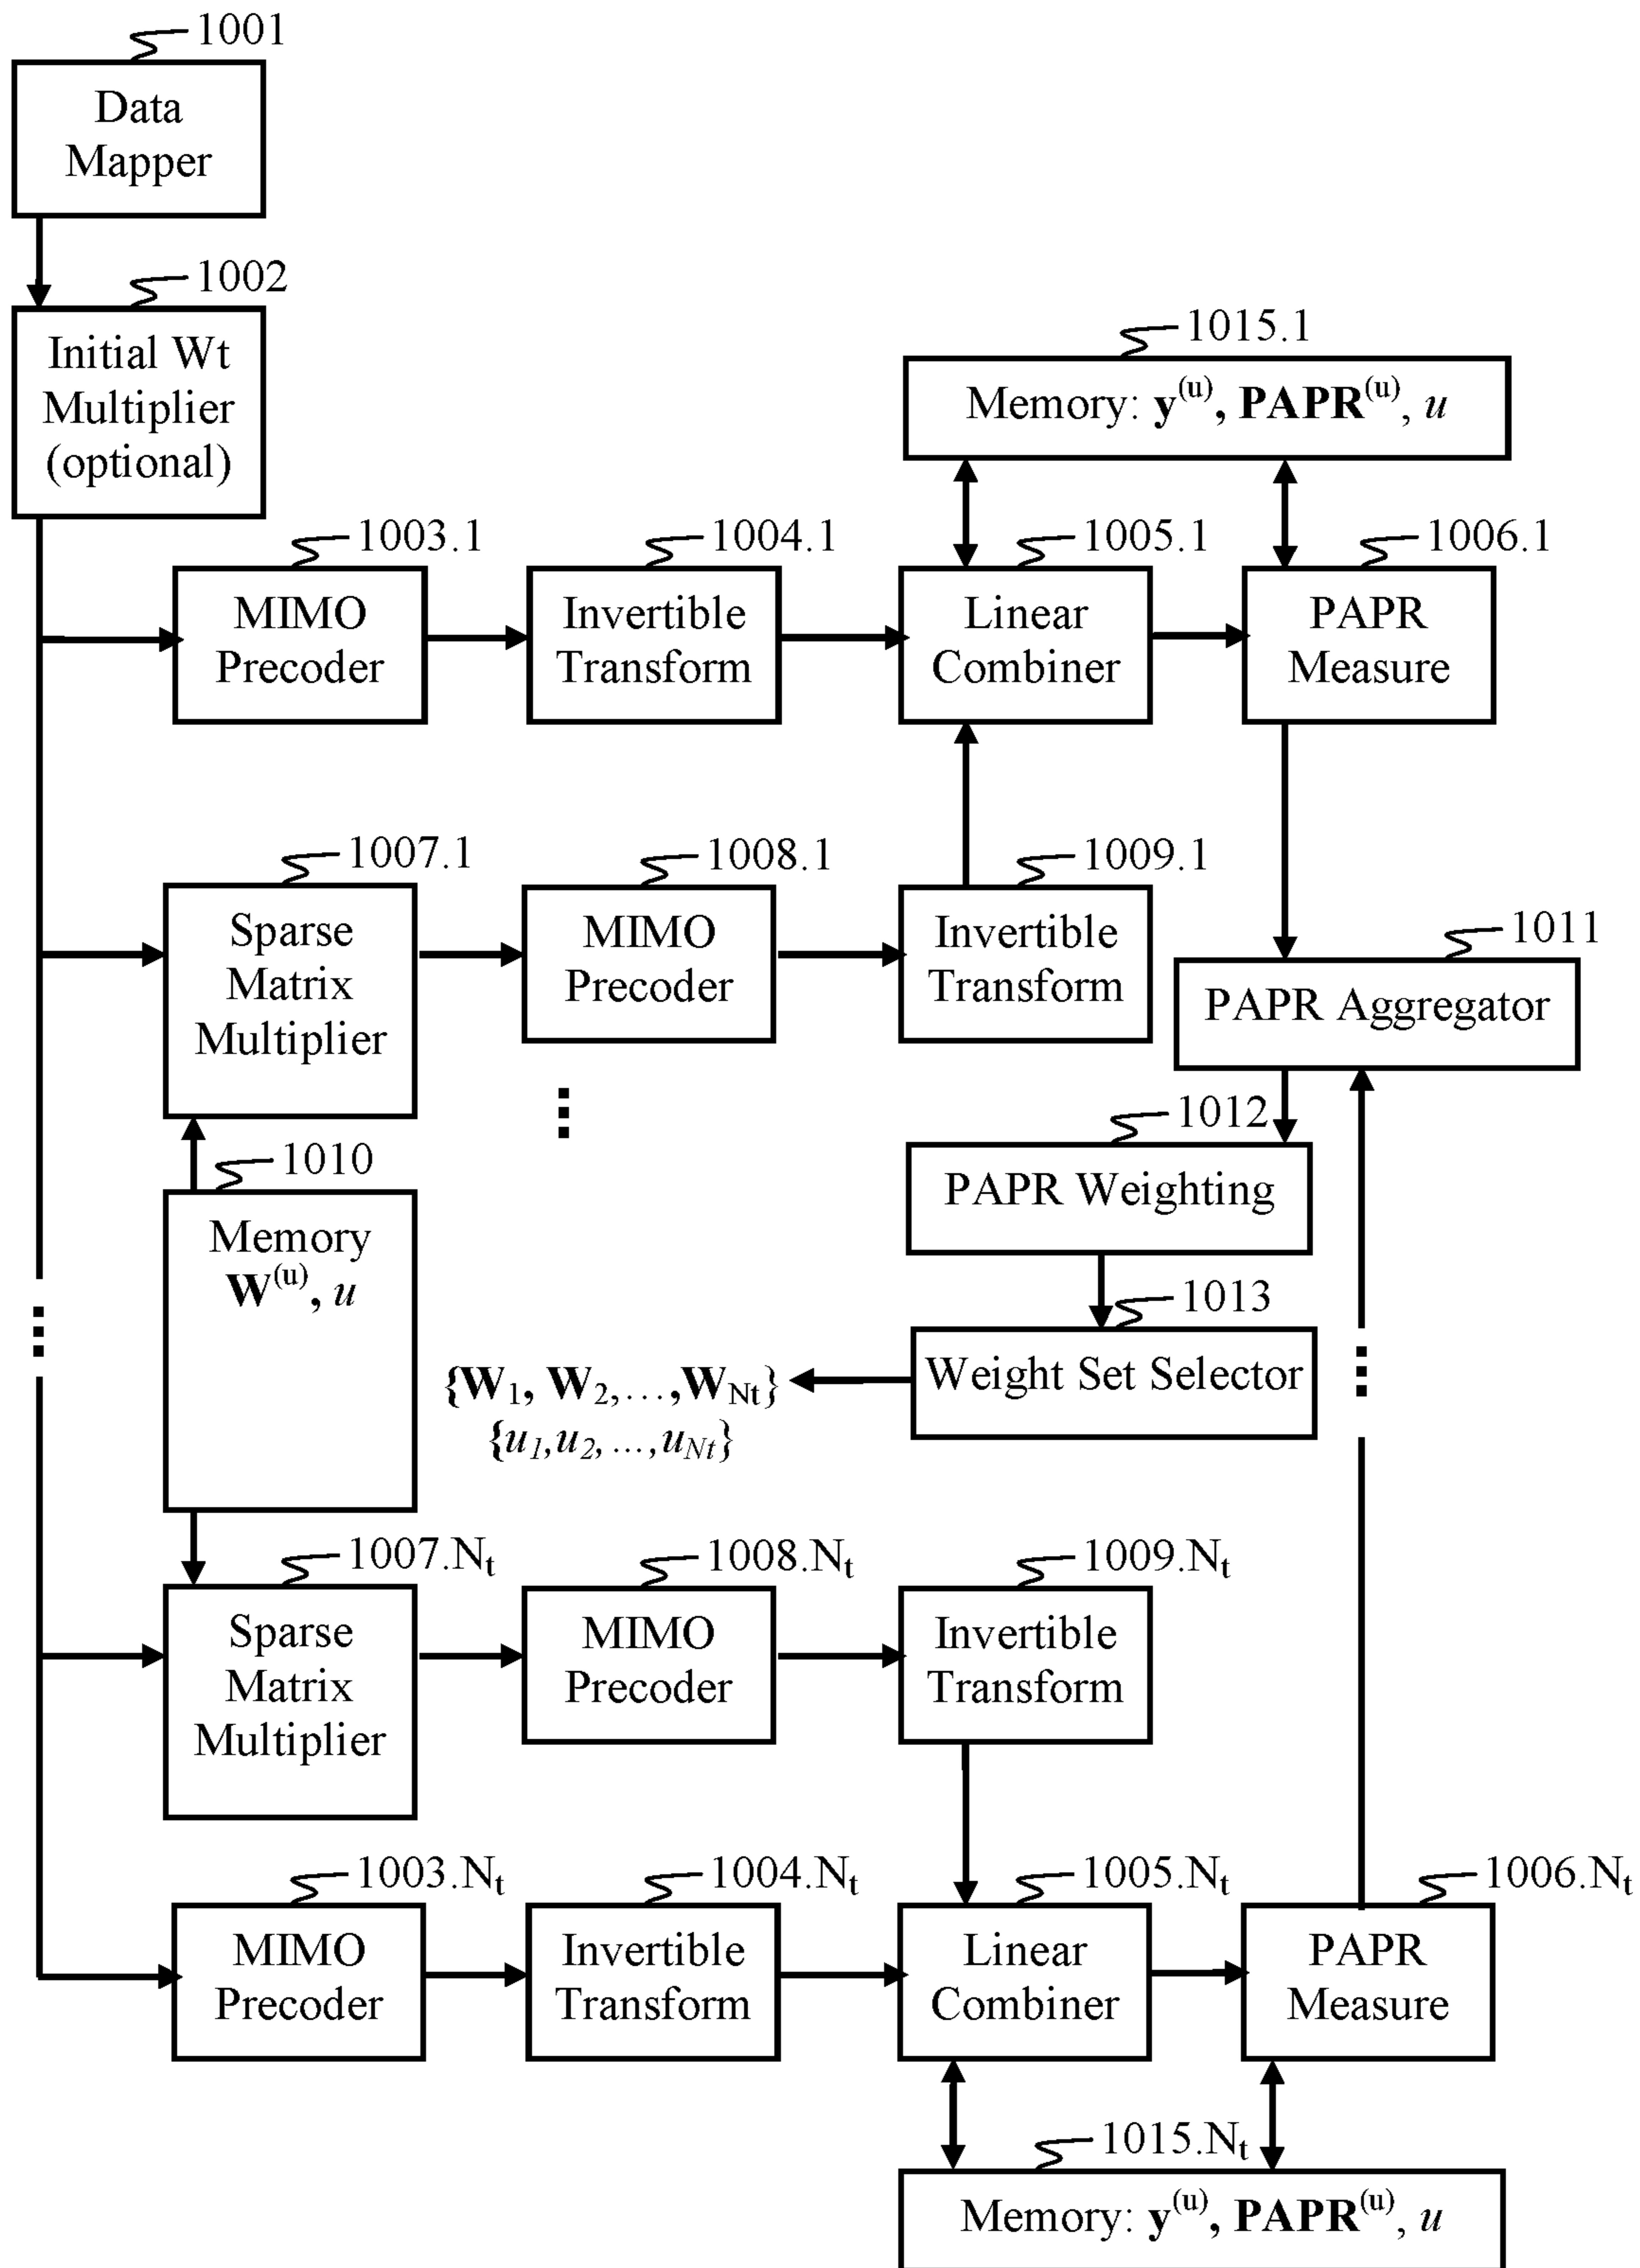 1001
Data
Mapper
1002
Initial Wt
Multiplier
(optional)
1015.1
Memory: y(u), PAPR(u), u
1003.1
MIMO
Precoder
1004.1
Invertible
Transform
1005.1
Linear
Combiner
1006.1
PAPR
Measure
1007.1
Sparse
Matrix
Multiplier
1008.1
MIMO
Precoder
1009.1
Invertible
Transform
1011
PAPR Aggregator
1010
Memory
W(u), u
1012
PAPR Weighting
1013
Weight Set Selector
{W1, W2,...,WNt}
{u1,u2, ...,uNt}
1007.Nt
Sparse
Matrix
Multiplier
1008.Nt
MIMO
Precoder
1009.Nt
Invertible
Transform
1003.Nt
MIMO
Precoder
1004.Nt
Invertible
Transform
1005.Nt
Linear
Combiner
1006.Nt
PAPR
Measure
1015.Nt
Memory: y(u), PAPR(u), u